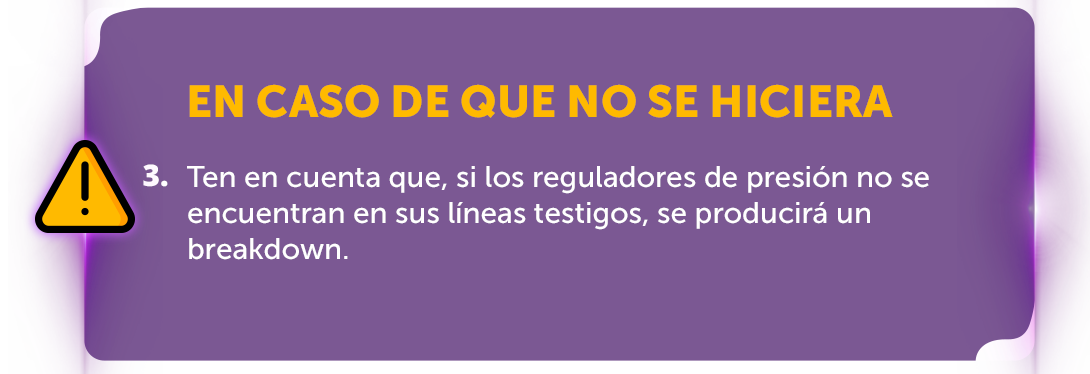 EN CASO DE QUE NO SE HICIERA
3. Ten en cuenta que, si los reguladores de presión no se
encuentran en sus líneas testigos, se producirá un
breakdown.